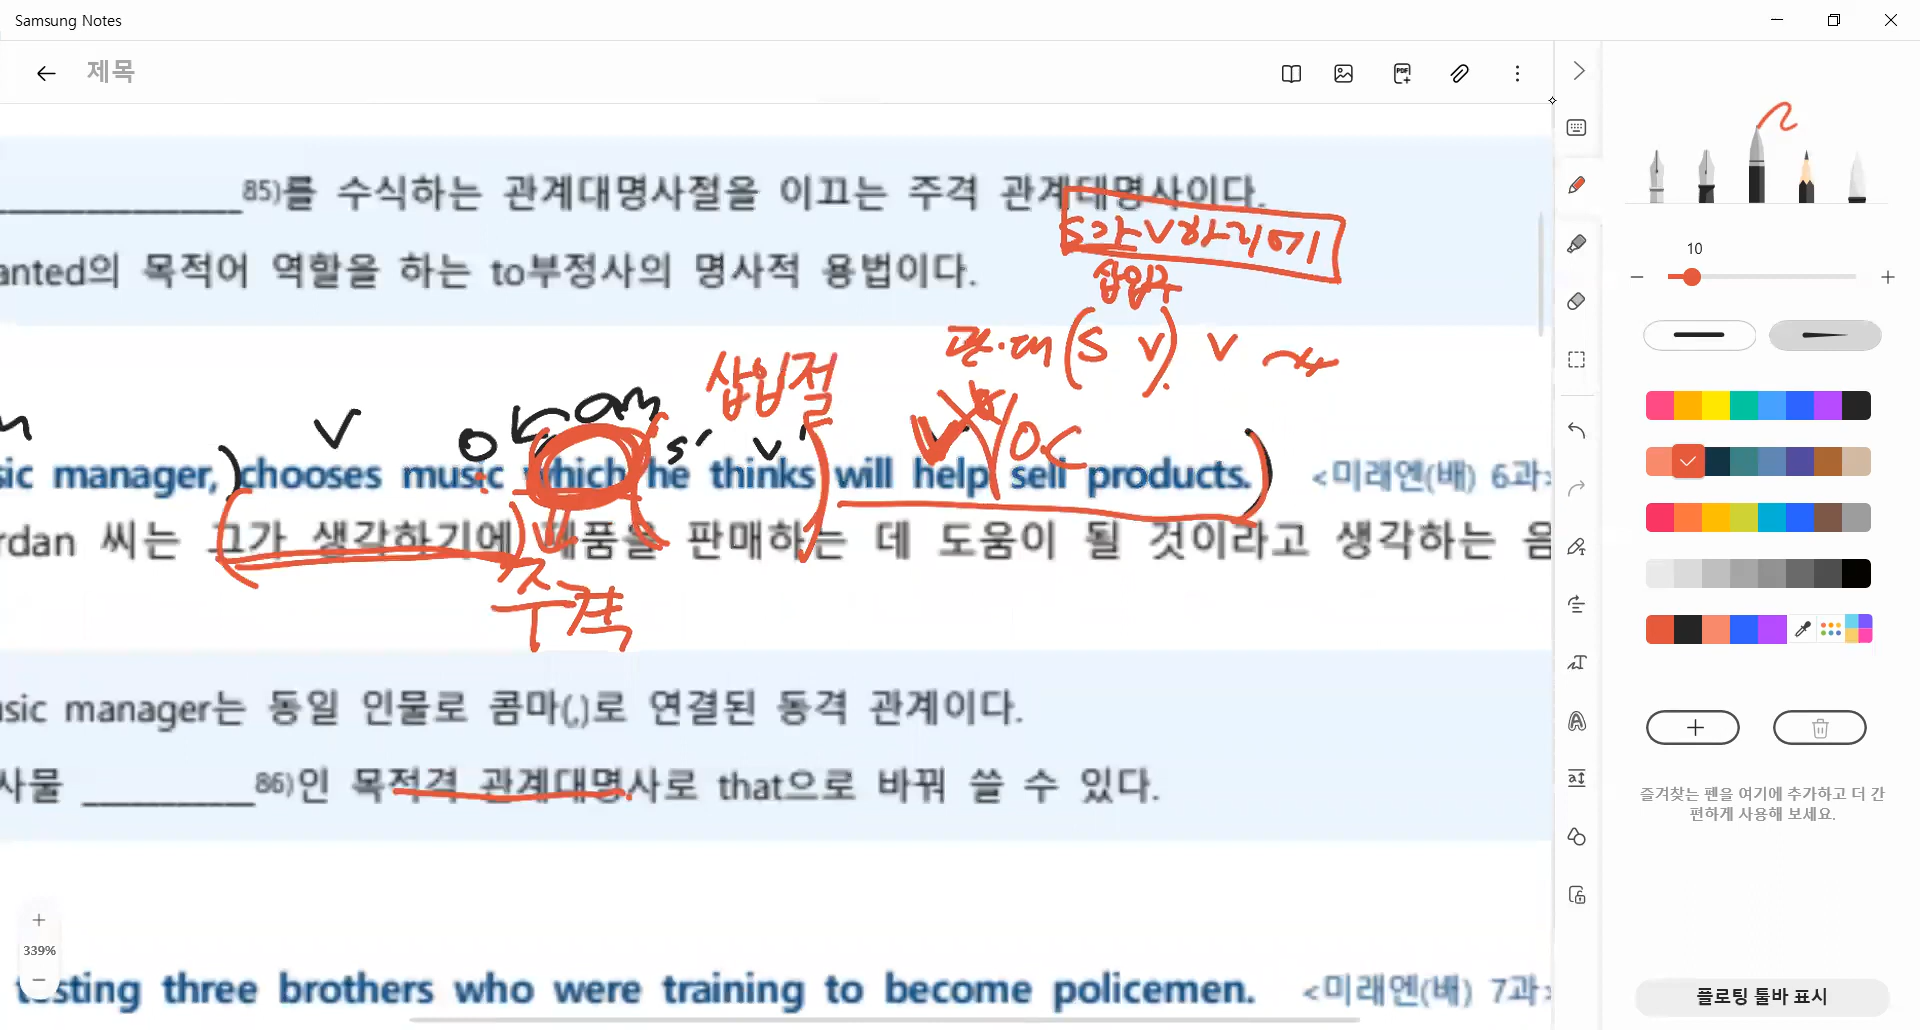 Samsung Notes
제목
85)를 수식하는 관계대명사절을 이끄는 주격 관계대명사이다.
S가 V하기에
삽입구
anted의 목적어 역할을 하는 to부정사의 명사적 용법이다.
관.대 (S V) V
삽입절
V O S' V' O.C
sic manager, chooses music which he thinks will help sell products. <미래엔(배) 6과>
rdan 씨는 그가 생각하기에 제품을 판매하는 데 도움이 될 것이라고 생각하는 음
주격
usic manager는 동일 인물로 콤마(,)로 연결된 동격 관계이다.
사물 ____________86)인 목적격 관계대명사로 that으로 바꿔 쓸 수 있다.
testing three brothers who were training to become policemen. <미래엔(배) 7과>
339%
10
즐겨찾는 펜을 여기에 추가하고 더 간
편하게 사용해 보세요.
플로팅 툴바 표시